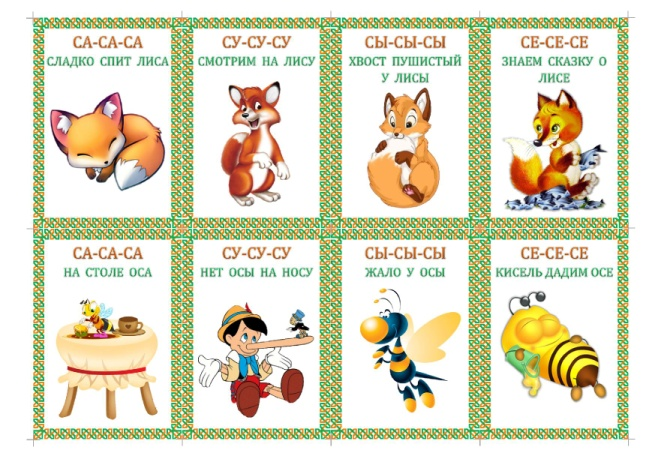 СА-СА-СА
СЛАДКО СПИТ ЛИСА
СУ-СУ-СУ
СМОТРИМ НА ЛИСУ
СЫ-СЫ-СЫ
ХВОСТ ПУШИСТЫЙ
У ЛИСЫ
СЕ-СЕ-СЕ
ЗНАЕМ СКАЗКУ О
ЛИСЕ
СА-СА-СА
НА СТОЛЕ ОСА
СУ-СУ-СУ
НЕТ ОСЫ НА НОСУ
СЫ-СЫ-СЫ
ЖАЛО У ОСЫ
СЕ-СЕ-СЕ
КИСЕЛЬ ДАДИМ ОСЕ